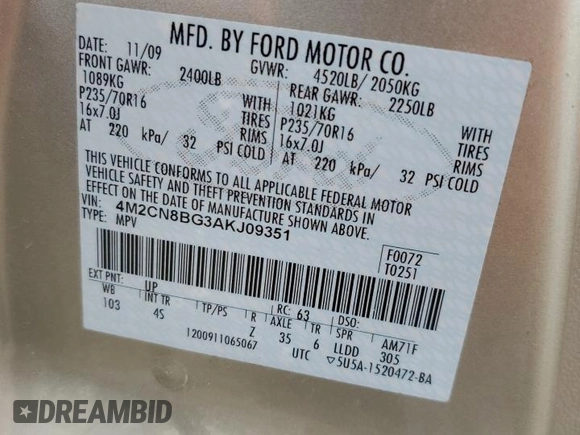 MFD. BY FORD MOTOR CO.
DATE: 11/09 GVWR: 4520LB/ 2050KG
FRONT GAWR: 2400LB REAR GAWR: 2250LB
1089KG WITH 1021KG WITH
P235/70R16 TIRES P235/70R16 TIRES
16x7.0J RIMS 16x7.0J RIMS
AT 220 kPa/ 32 PSI COLD AT 220 kPa/ 32 PSI COLD
THIS VEHICLE CONFORMS TO ALL APPLICABLE FEDERAL MOTOR
VEHICLE SAFETY AND THEFT PREVENTION STANDARDS IN
EFFECT ON THE DATE OF MANUFACTURE SHOWN ABOVE.
VIN: 4M2CN8BG3AKJ09351
TYPE: MPV
F0072
T0251
EXT PNT: UP RC: 63 DSO:
WB INT TR TP/PS R AXLE TR SPR AM71F
103 4S Z 35 6 LLDD 305
1200911065067 UTC ▽5U5A-1520472-BA
Ford
DREAMBID